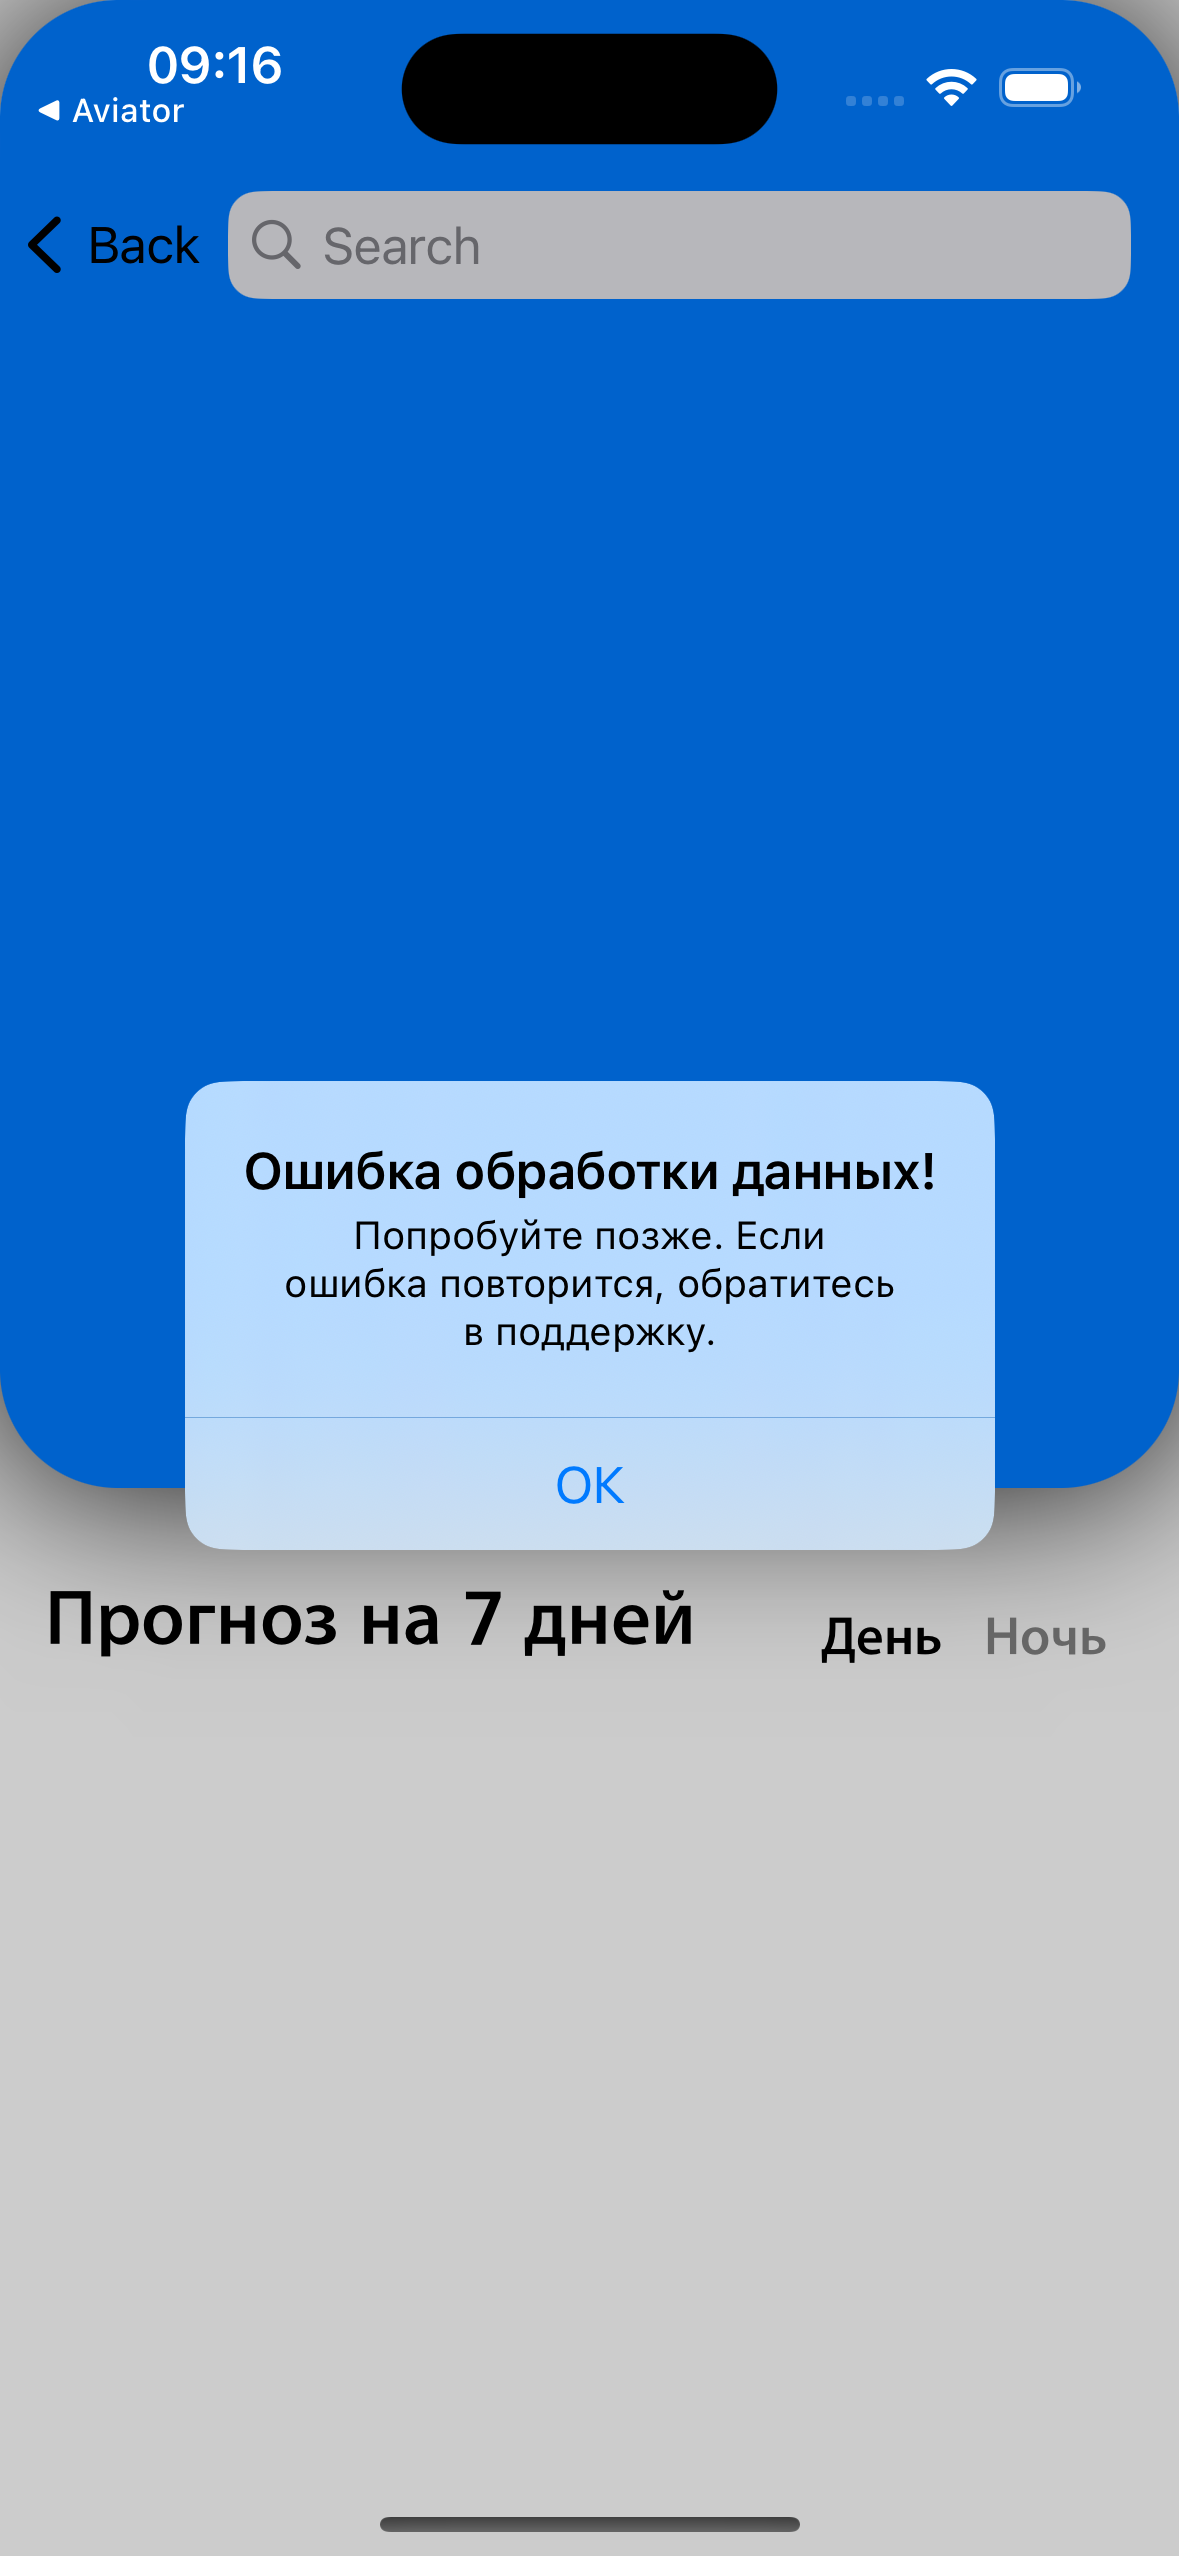 09:16
Aviator
Back
Search
Ошибка обработки данных!
Попробуйте позже. Если
ошибка повторится, обратитесь
в поддержку.
OK
Прогноз на 7 дней
День Ночь